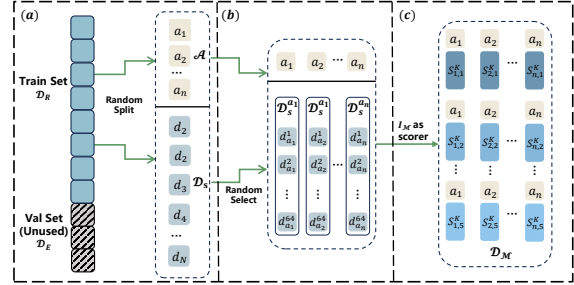 (a)
Train Set
𝒟_R
Random
Split
Val Set
(Unused)
𝒟_E
a_1
a_2
𝒜
...
a_n
d_2
d_2
d_3
𝒟_s
d_4
...
d_N
(b)
a_1 a_2 ... a_n
𝒟_s^{a_1} 𝒟_s^{a_1} 𝒟_s^{a_n}
d_{a_1}^1 d_{a_2}^1 d_{a_n}^1
d_{a_1}^2 d_{a_2}^2 ... d_{a_n}^2
⋮ ⋮ ⋮
d_{a_1}^{64} d_{a_2}^{64} d_{a_n}^{64}
Random
Select
I_ℳ as
scorer
(c)
a_1 a_2 ... a_n
S_{1,1}^K S_{2,1}^K ... S_{n,1}^K
a_1 a_2 ... a_n
S_{1,2}^K S_{2,2}^K ... S_{n,2}^K
⋮ ⋮ ⋮
a_1 a_2 ... a_n
S_{1,5}^K S_{2,5}^K ... S_{n,5}^K
𝒟_ℳ